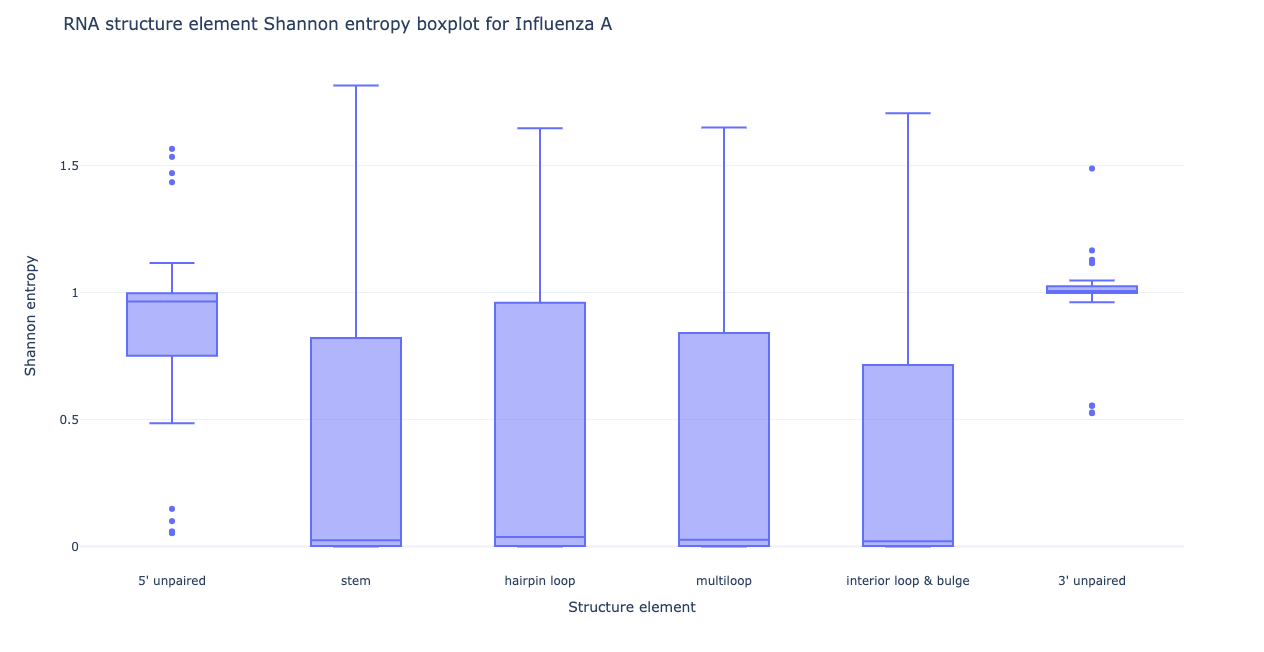 RNA structure element Shannon entropy boxplot for Influenza A
1.5
1
0.5
0
Shannon entropy
5' unpaired stem hairpin loop multiloop interior loop & bulge 3' unpaired
Structure element